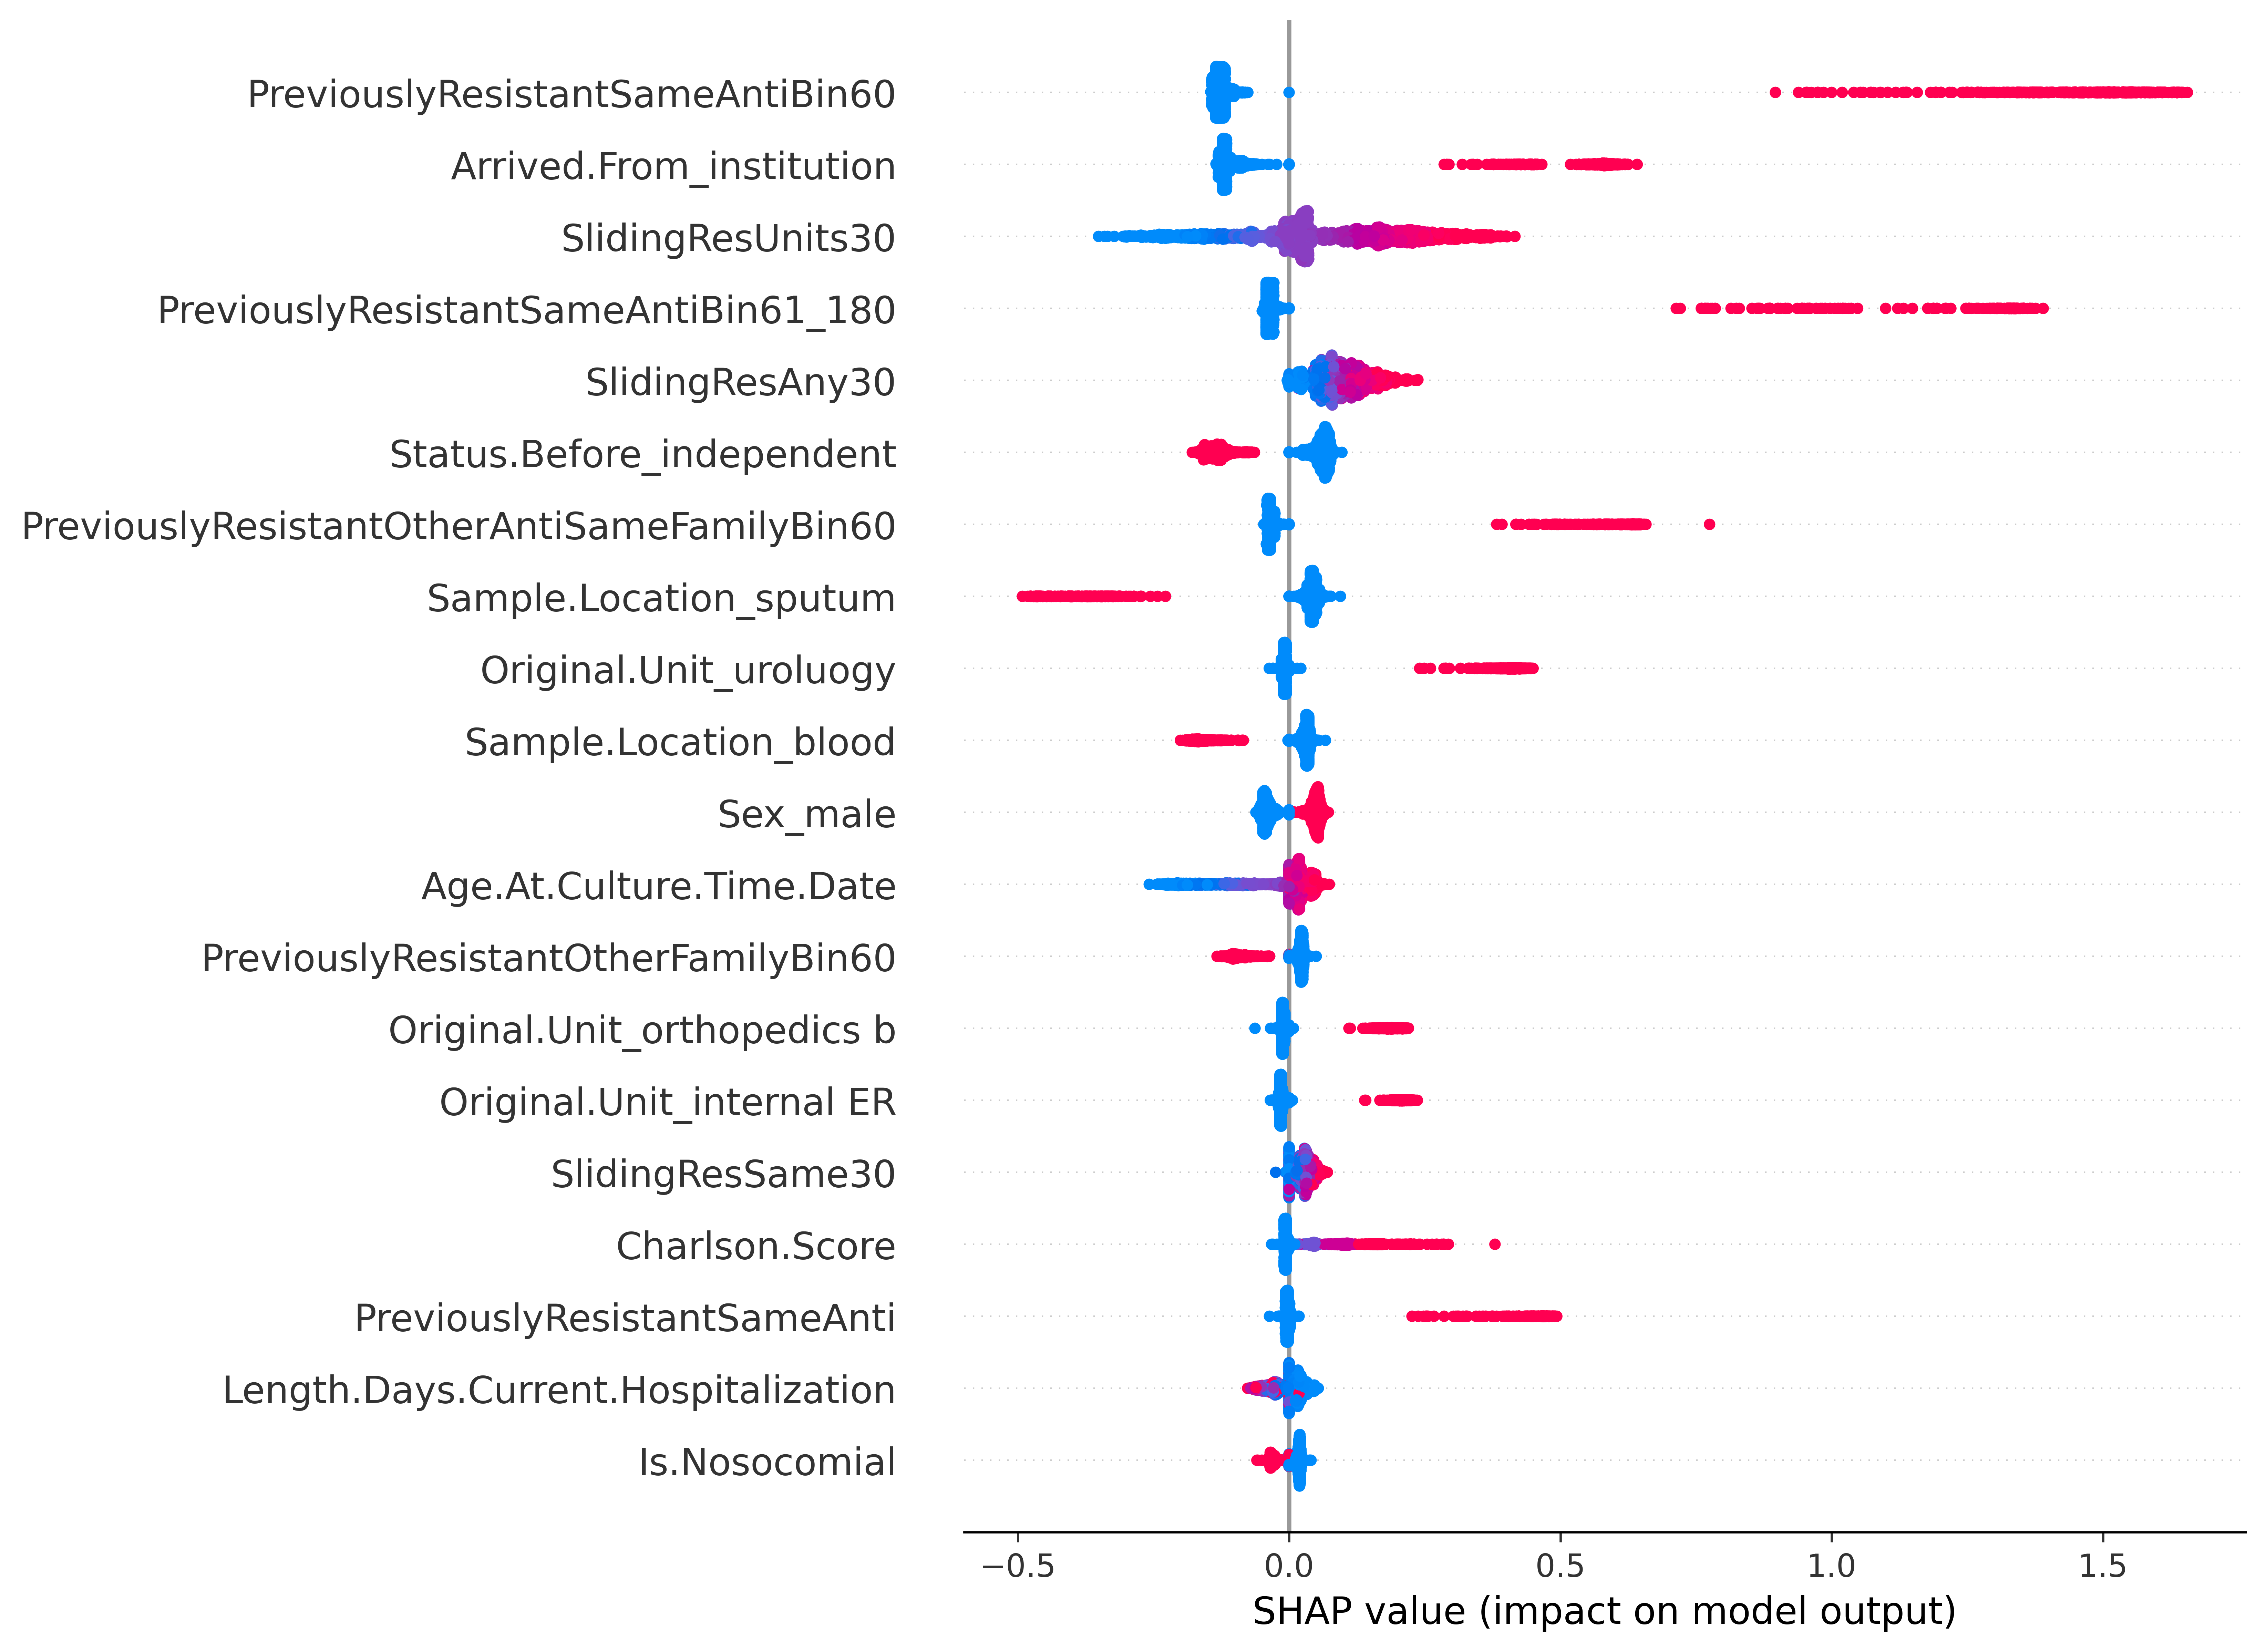 PreviouslyResistantSameAntiBin60
Arrived.From_institution
SlidingResUnits30
PreviouslyResistantSameAntiBin61_180
SlidingResAny30
Status.Before_independent
PreviouslyResistantOtherAntiSameFamilyBin60
Sample.Location_sputum
Original.Unit_uroluogy
Sample.Location_blood
Sex_male
Age.At.Culture.Time.Date
PreviouslyResistantOtherFamilyBin60
Original.Unit_orthopedics b
Original.Unit_internal ER
SlidingResSame30
Charlson.Score
PreviouslyResistantSameAnti
Length.Days.Current.Hospitalization
Is.Nosocomial
−0.5 0.0 0.5 1.0 1.5
SHAP value (impact on model output)